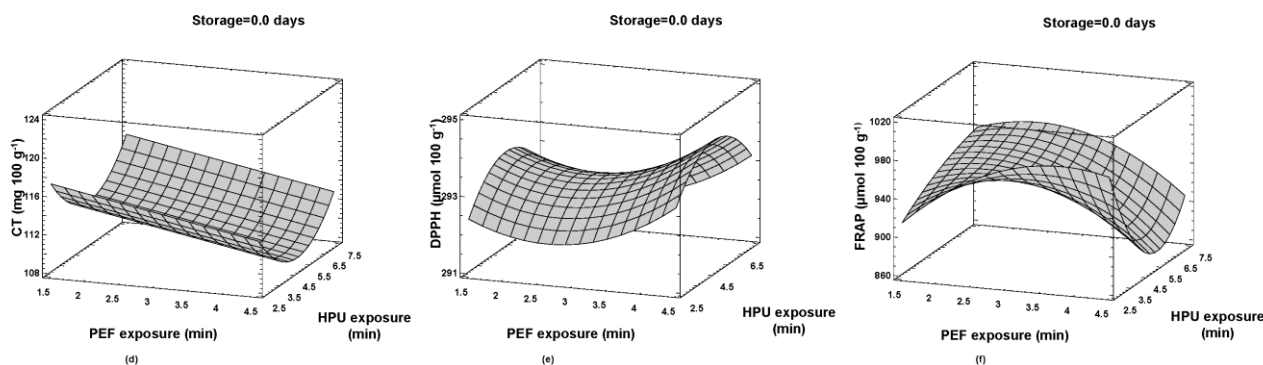 Storage=0.0 days
CT (mg 100 g-1)
124
120
116
112
108
1.5 2 2.5 3 3.5 4 4.5
2.5 3.5 4.5 5.5 6.5 7.5
PEF exposure (min)
HPU exposure
(min)
(d)
Storage=0.0 days
DPPH (µmol 100 g-1)
295
293
291
1.5 2 2.5 3 3.5 4 4.5
2.5 4.5 6.5
PEF exposure (min)
HPU exposure
(min)
(e)
Storage=0.0 days
FRAP (µmol 100 g-1)
1020
980
940
900
860
1.5 2 2.5 3 3.5 4 4.5
2.5 3.5 4.5 5.5 6.5 7.5
PEF exposure (min)
HPU exposure
(min)
(f)